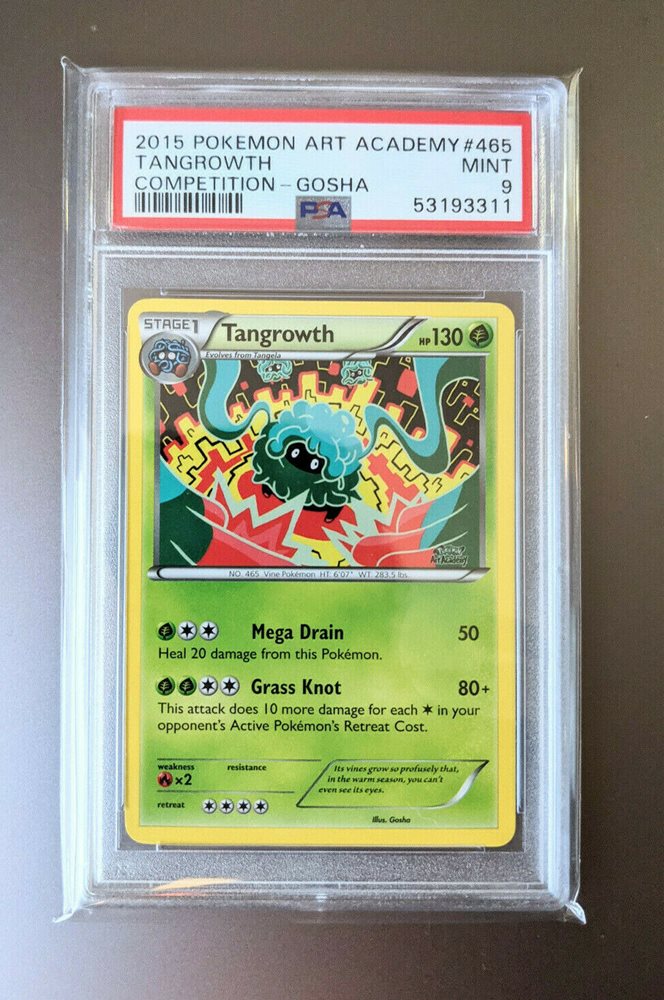 2015 POKEMON ART ACADEMY #465
TANGROWTH MINT
COMPETITION - GOSHA 9
PSA 53193311
STAGE1 Tangrowth HP 130
Evolves from Tangela
Pokémon
Art Academy
NO. 465 Vine Pokémon HT. 6'07" WT. 283.5 lbs.
Mega Drain 50
Heal 20 damage from this Pokémon.
Grass Knot 80+
This attack does 10 more damage for each in your
opponent's Active Pokémon's Retreat Cost.
weakness resistance
×2
retreat
Its vines grow so profusely that,
in the warm season, you can't
even see its eyes.
Illus. Gosha